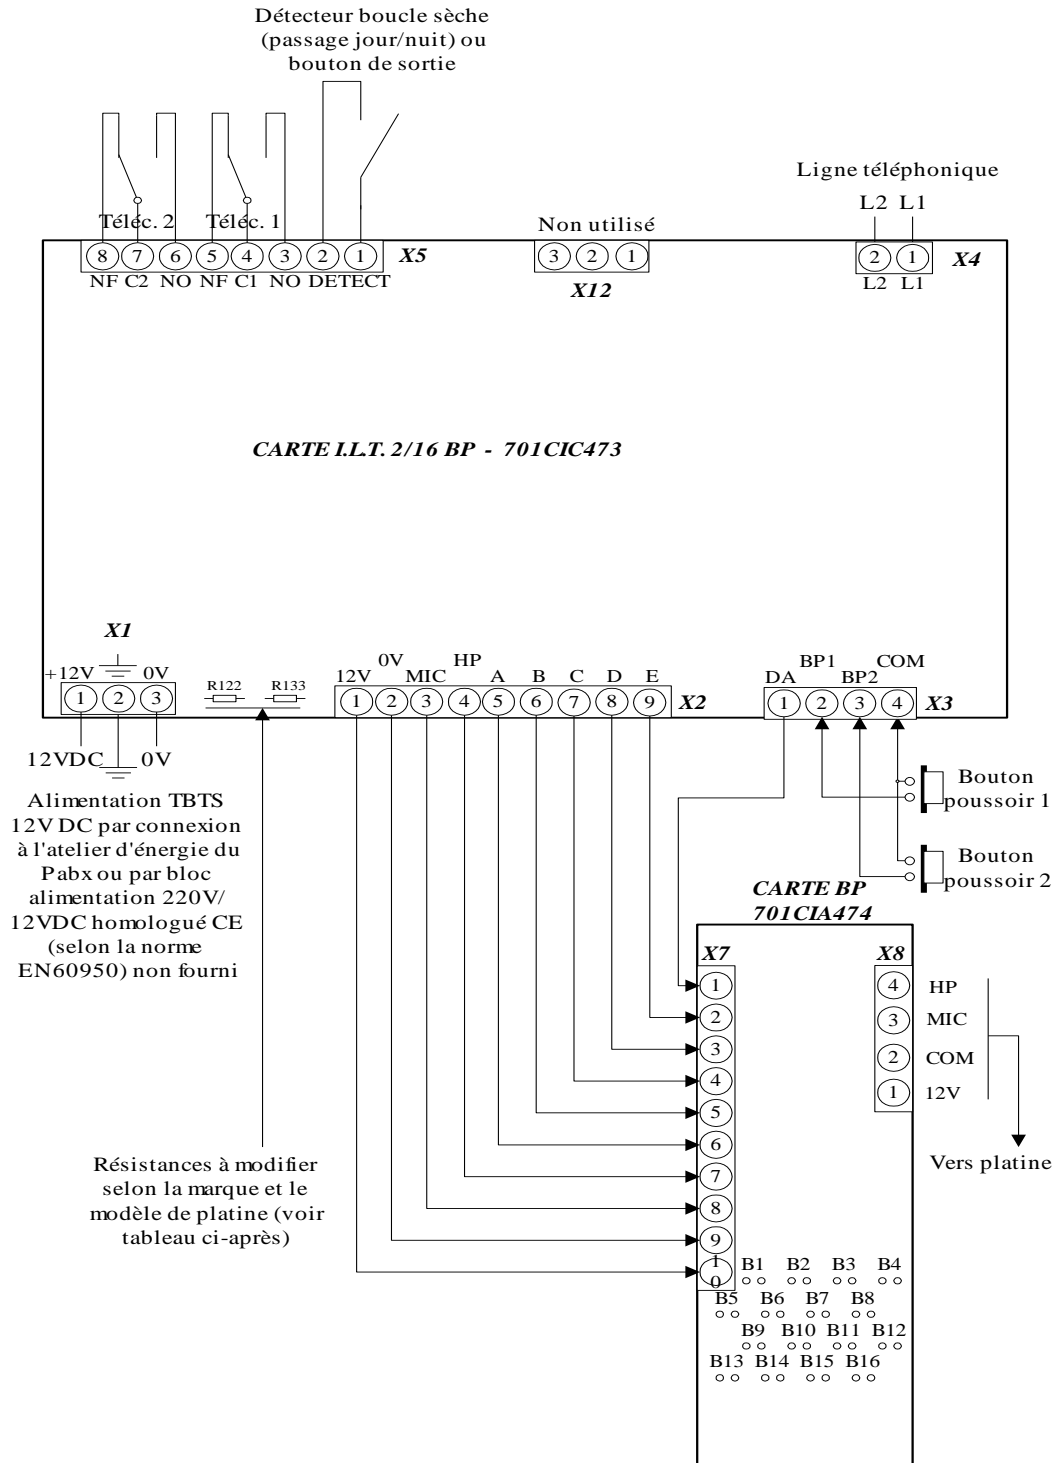 Détecteur boucle sèche
(passage jour/nuit) ou
bouton de sortie
Ligne téléphonique
L2 L1
Téléc. 2 Téléc. 1
Non utilisé
8 7 6 5 4 3 2 1 X5
3 2 1
X12
2 1 X4
NF C2 NO NF C1 NO DETECT
L2 L1
CARTE I.L.T. 2/16 BP - 701CIC473
X1
+12V 0V
1 2 3
R122 R133
12V 0V MIC HP A B C D E
1 2 3 4 5 6 7 8 9 X2
DA BP1 BP2 COM
1 2 3 4 X3
12VDC 0V
Alimentation TBTS
12V DC par connexion
à l'atelier d'énergie du
Pabx ou par bloc
alimentation 220V/
12VDC homologué CE
(selon la norme
EN60950) non fourni
Bouton
poussoir 1
Bouton
poussoir 2
CARTE BP
701CIA474
X7 X8
1
2
3
4
5
6
7
8
9
10
4 HP
3 MIC
2 COM
1 12V
Vers platine
Résistances à modifier
selon la marque et le
modèle de platine (voir
tableau ci-après)
B1 B2 B3 B4
B5 B6 B7 B8
B9 B10 B11 B12
B13 B14 B15 B16